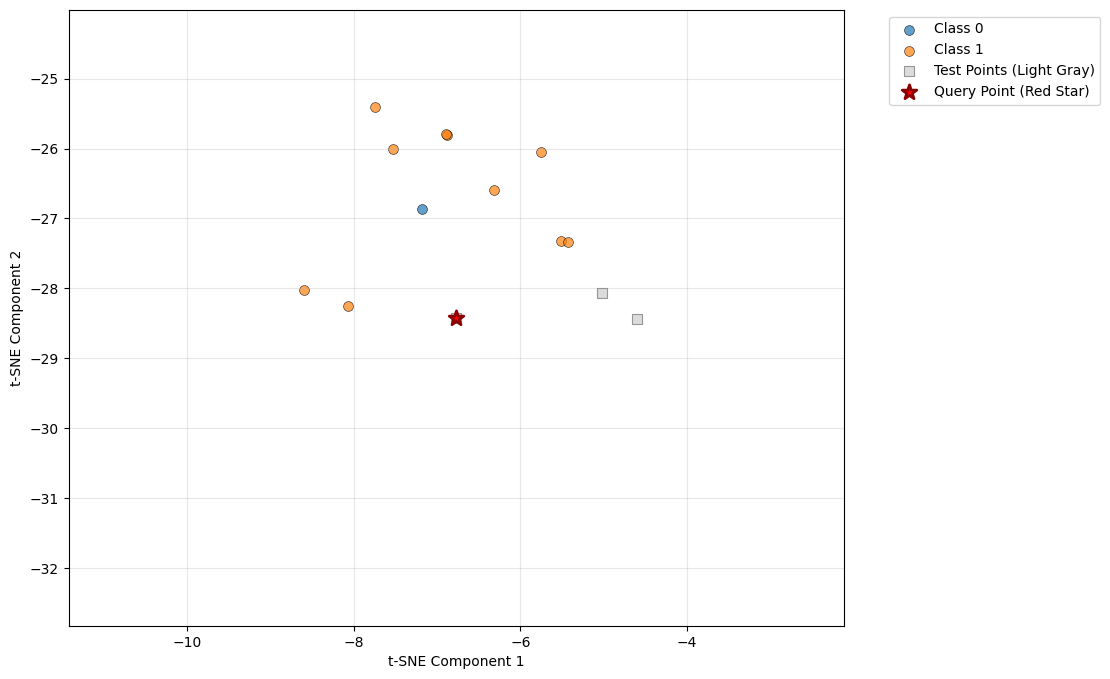 Class 0
Class 1
Test Points (Light Gray)
Query Point (Red Star)
−25
−26
−27
−28
−29
−30
−31
−32
t-SNE Component 2
−10
−8
−6
−4
t-SNE Component 1